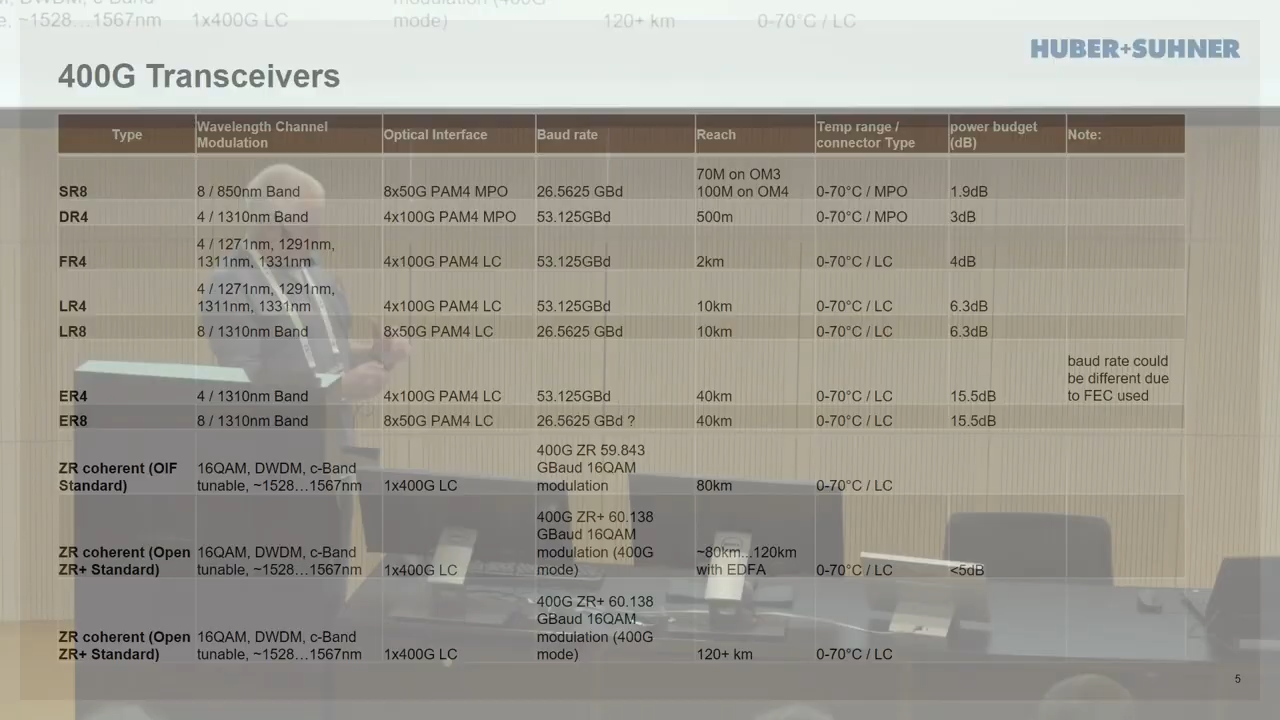 modulation (400G
e, ~1528…1567nm 1x400G LC mode) 120+ km 0-70°C / LC
HUBER+SUHNER
400G Transceivers
Type Wavelength Channel Modulation Optical Interface Baud rate Reach Temp range / connector Type power budget (dB) Note:
SR8 8 / 850nm Band 8x50G PAM4 MPO 26.5625 GBd 70M on OM3 100M on OM4 0-70°C / MPO 1.9dB
DR4 4 / 1310nm Band 4x100G PAM4 MPO 53.125GBd 500m 0-70°C / MPO 3dB
FR4 4 / 1271nm, 1291nm, 1311nm, 1331nm 4x100G PAM4 LC 53.125GBd 2km 0-70°C / LC 4dB
LR4 4 / 1271nm, 1291nm, 1311nm, 1331nm 4x100G PAM4 LC 53.125GBd 10km 0-70°C / LC 6.3dB
LR8 8 / 1310nm Band 8x50G PAM4 LC 26.5625 GBd 10km 0-70°C / LC 6.3dB
ER4 4 / 1310nm Band 4x100G PAM4 LC 53.125GBd 40km 0-70°C / LC 15.5dB baud rate could be different due to FEC used
ER8 8 / 1310nm Band 8x50G PAM4 LC 26.5625 GBd ? 40km 0-70°C / LC 15.5dB
ZR coherent (OIF Standard) 16QAM, DWDM, c-Band tunable, ~1528…1567nm 1x400G LC 400G ZR 59.843 GBaud 16QAM modulation 80km 0-70°C / LC
ZR coherent (Open ZR+ Standard) 16QAM, DWDM, c-Band tunable, ~1528…1567nm 1x400G LC 400G ZR+ 60.138 GBaud 16QAM modulation (400G mode) ~80km...120km with EDFA 0-70°C / LC <5dB
ZR coherent (Open ZR+ Standard) 16QAM, DWDM, c-Band tunable, ~1528…1567nm 1x400G LC 400G ZR+ 60.138 GBaud 16QAM modulation (400G mode) 120+ km 0-70°C / LC
5